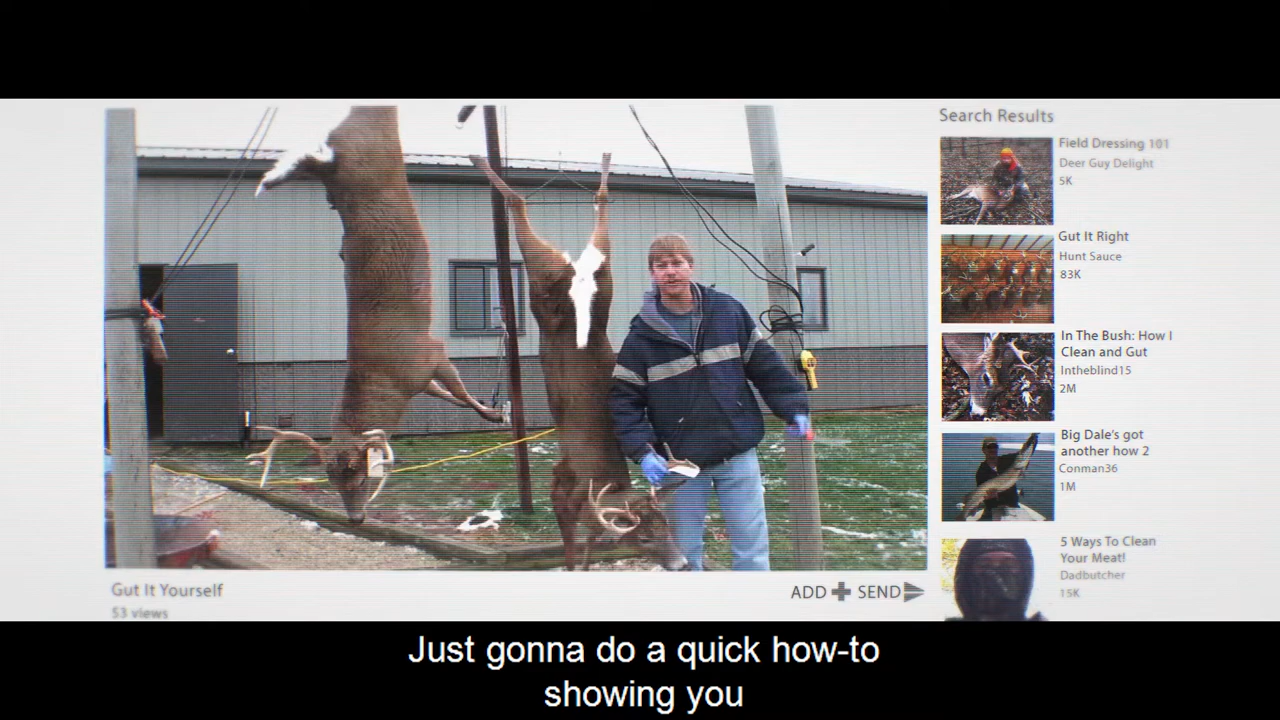 Search Results
Field Dressing 101
Deer Guy Delight
5K
Gut It Right
Hunt Sauce
83K
In The Bush: How I
Clean and Gut
Intheblind15
2M
Big Dale's got
another how 2
Conman36
1M
5 Ways To Clean
Your Meat!
Dadbutcher
15K
Gut It Yourself
53 views
ADD SEND
Just gonna do a quick how-to
showing you